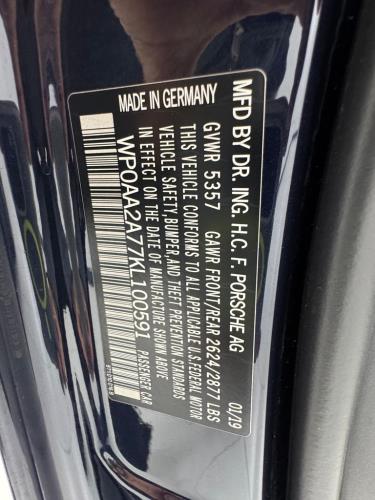 MFD BY DR. ING. H.C. F. PORSCHE AG 01/19
GVWR 5357 GAWR FRONT/REAR 2624/2877 LBS
THIS VEHICLE CONFORMS TO ALL APPLICABLE U.S.FEDERAL MOTOR
VEHICLE SAFETY,BUMPER,AND THEFT PREVENTION STANDARDS
IN EFFECT ON THE DATE OF MANUFACTURE SHOWN ABOVE
MADE IN GERMANY
WP0AA2A77KL100591 PASSENGER CAR